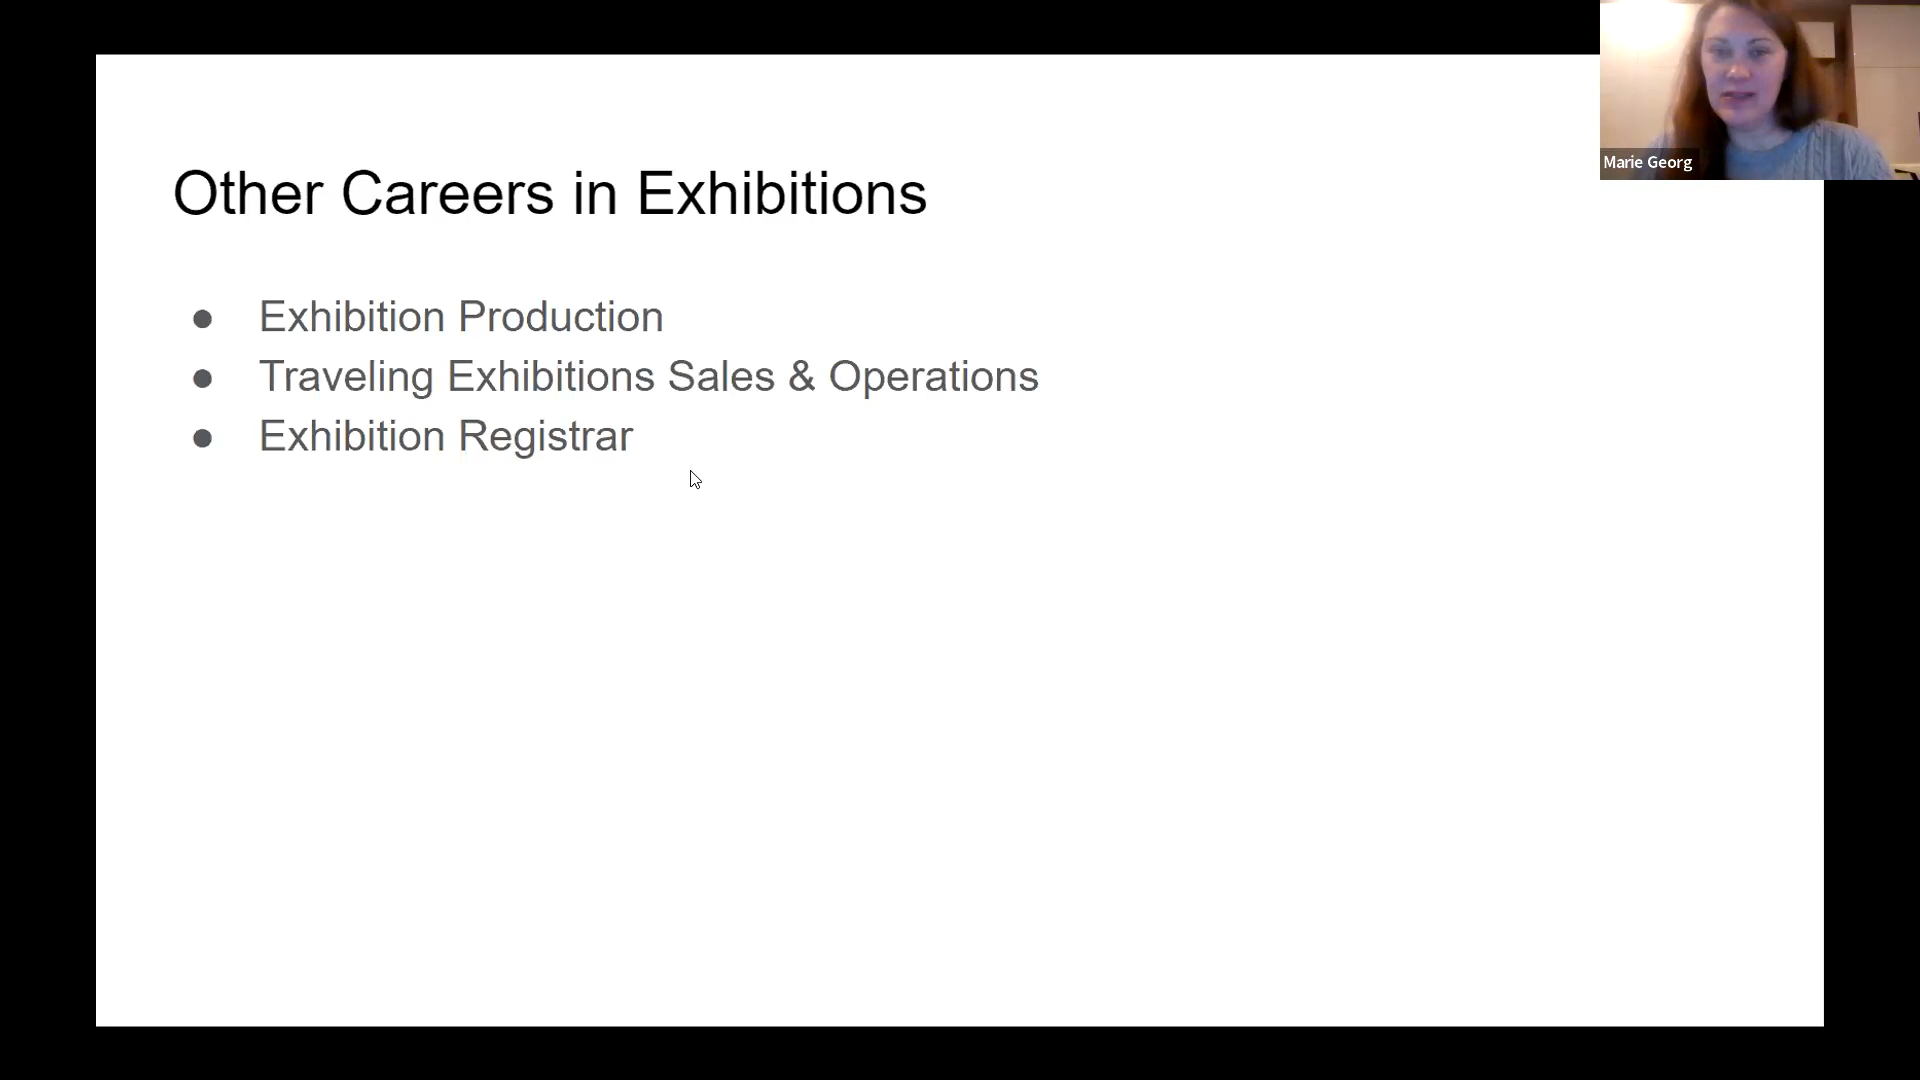 Other Careers in Exhibitions
● Exhibition Production
● Traveling Exhibitions Sales & Operations
● Exhibition Registrar
Marie Georg